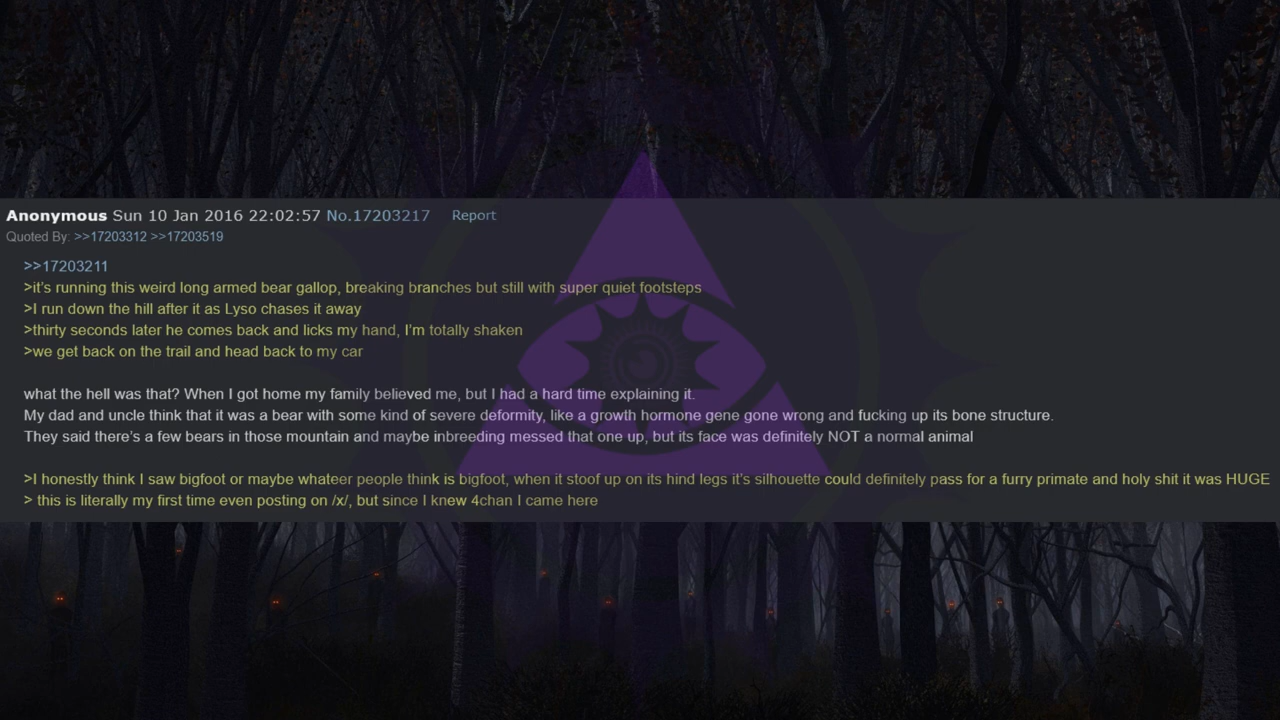 Anonymous Sun 10 Jan 2016 22:02:57 No.17203217 Report
Quoted By: >>17203312 >>17203519
>>17203211
>it's running this weird long armed bear gallop, breaking branches but still with super quiet footsteps
>I run down the hill after it as Lyso chases it away
>thirty seconds later he comes back and licks my hand, I'm totally shaken
>we get back on the trail and head back to my car
what the hell was that? When I got home my family believed me, but I had a hard time explaining it.
My dad and uncle think that it was a bear with some kind of severe deformity, like a growth hormone gene gone wrong and fucking up its bone structure.
They said there's a few bears in those mountain and maybe inbreeding messed that one up, but its face was definitely NOT a normal animal
>I honestly think I saw bigfoot or maybe whateer people think is bigfoot, when it stoof up on its hind legs it's silhouette could definitely pass for a furry primate and holy shit it was HUGE
> this is literally my first time even posting on /x/, but since I knew 4chan I came here